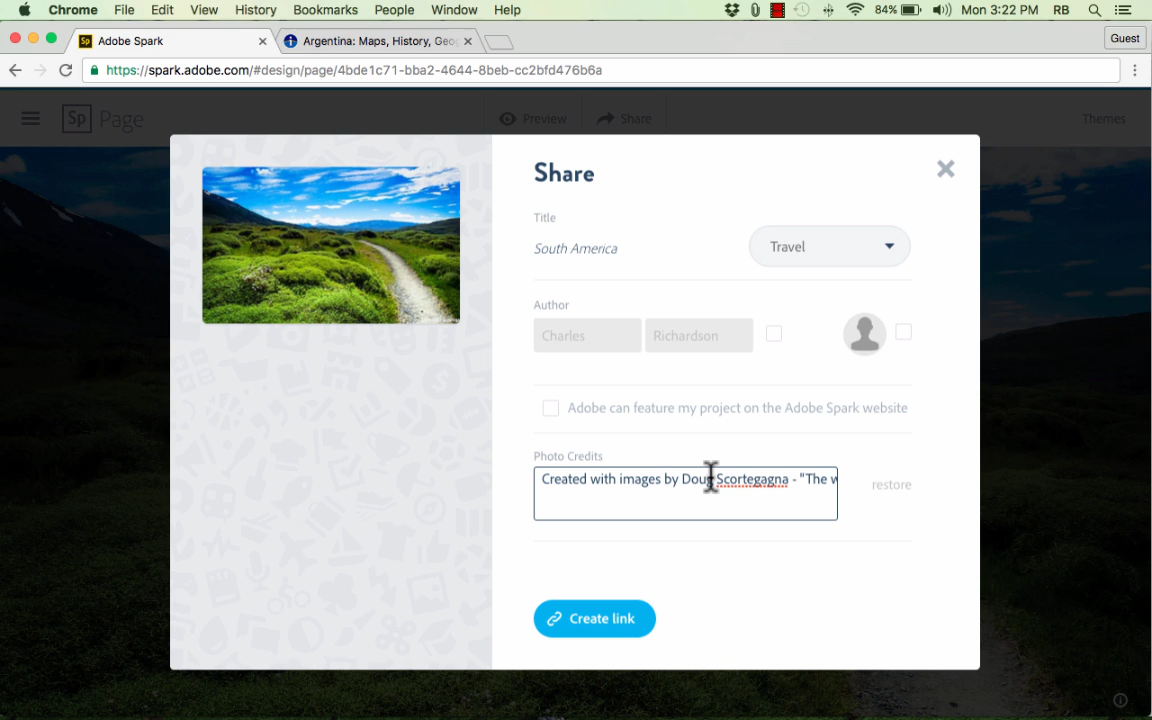 Chrome File Edit View History Bookmarks People Window Help 84% Mon 3:22 PM RB
Sp Adobe Spark Argentina: Maps, History, Geog Guest
https://spark.adobe.com/#design/page/4bde1c71-bba2-4644-8beb-cc2bfd476b6a
Sp Page Preview Share Themes
Share
Title
South America Travel
Author
Charles Richardson
Adobe can feature my project on the Adobe Spark website
Photo Credits
Created with images by Doug Scortegagna - "The w
restore
Create link